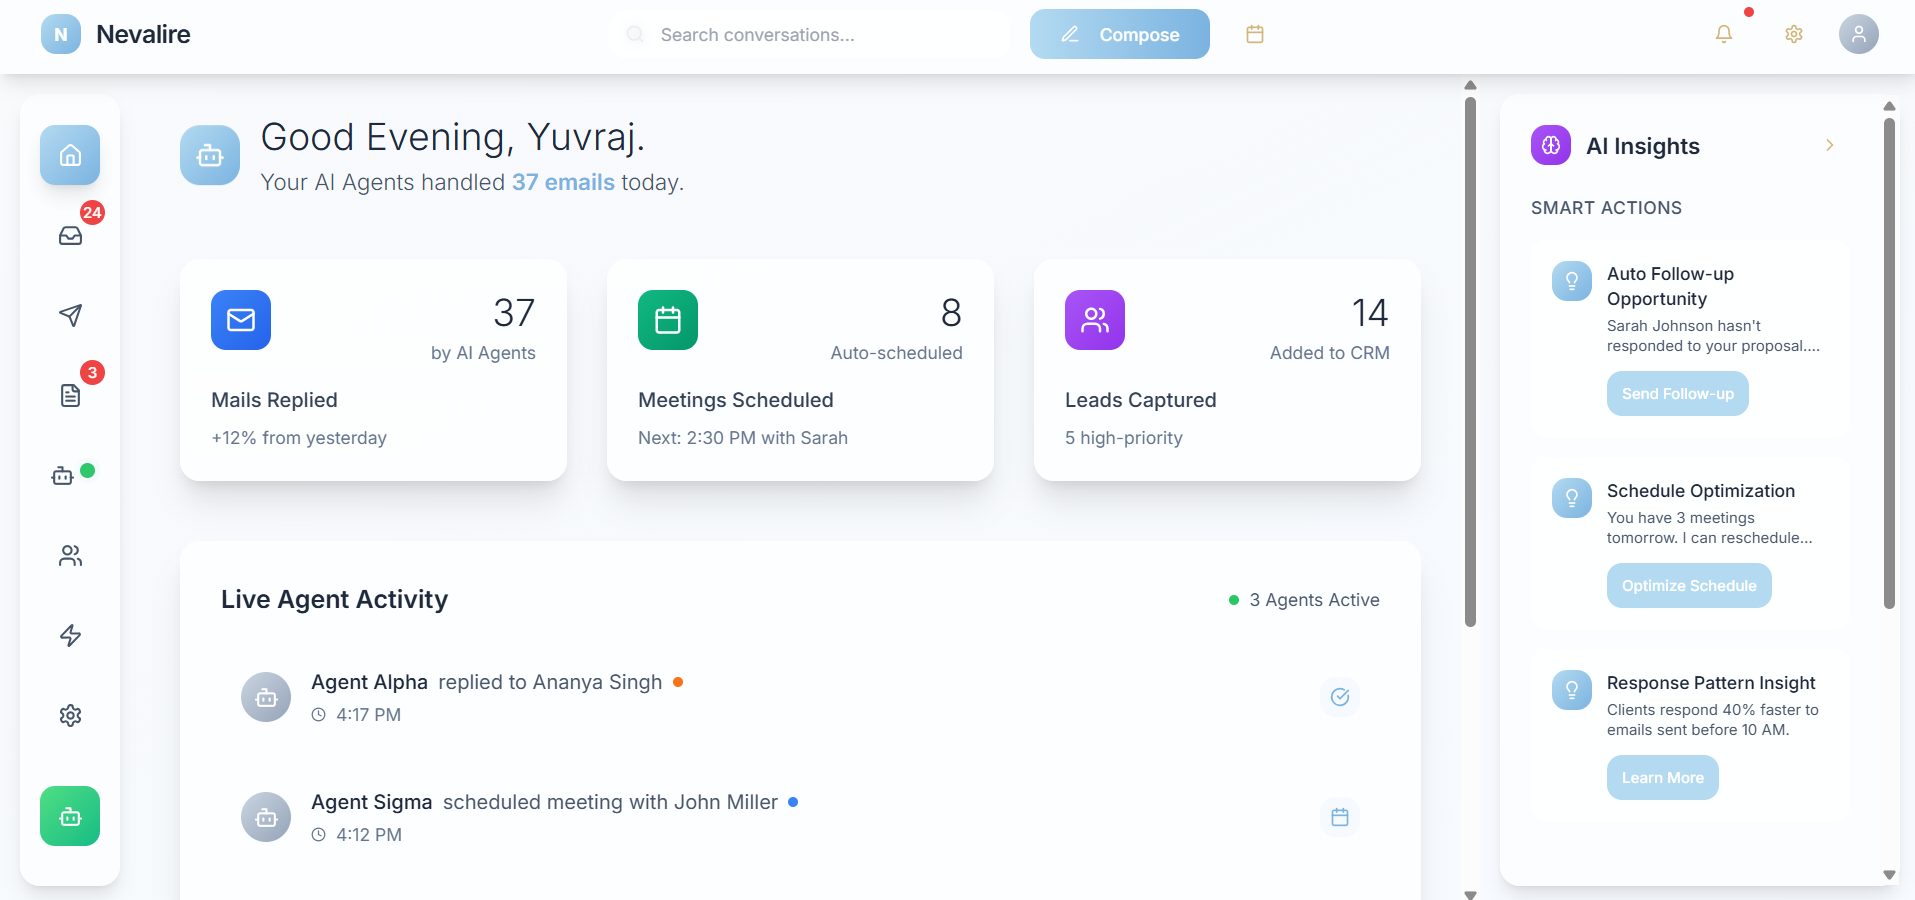 N Nevalire
Search conversations...
Compose
24
3
Good Evening, Yuvraj.
Your AI Agents handled 37 emails today.
37
by AI Agents
Mails Replied
+12% from yesterday
8
Auto-scheduled
Meetings Scheduled
Next: 2:30 PM with Sarah
14
Added to CRM
Leads Captured
5 high-priority
Live Agent Activity
3 Agents Active
Agent Alpha replied to Ananya Singh
4:17 PM
Agent Sigma scheduled meeting with John Miller
4:12 PM
AI Insights
SMART ACTIONS
Auto Follow-up
Opportunity
Sarah Johnson hasn't
responded to your proposal....
Send Follow-up
Schedule Optimization
You have 3 meetings
tomorrow. I can reschedule...
Optimize Schedule
Response Pattern Insight
Clients respond 40% faster to
emails sent before 10 AM.
Learn More